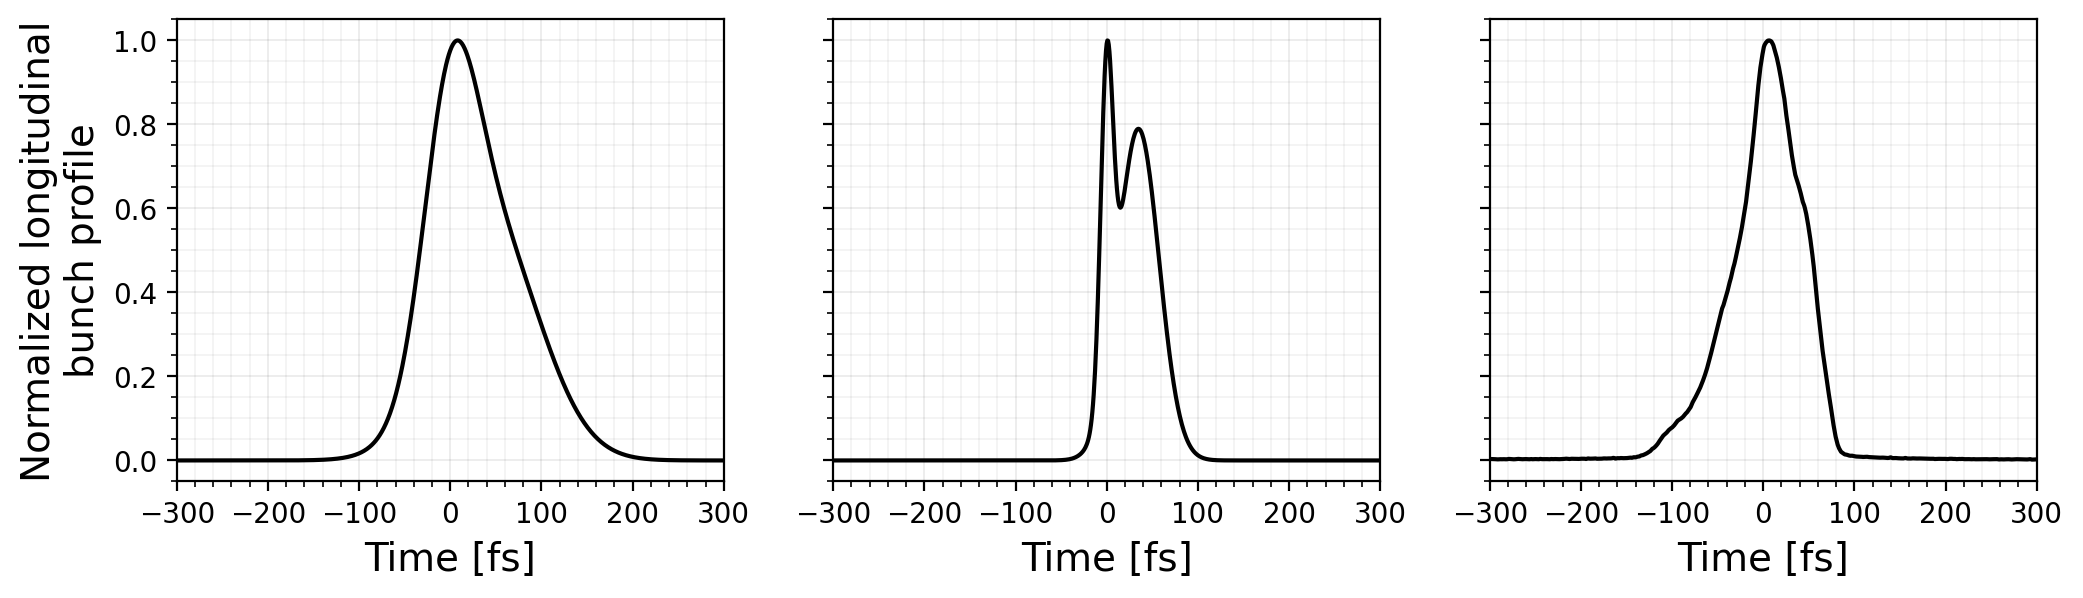 Normalized longitudinal
bunch profile
1.0
0.8
0.6
0.4
0.2
0.0
−300 −200 −100 0 100 200 300
−300 −200 −100 0 100 200 300
−300 −200 −100 0 100 200 300
Time [fs]
Time [fs]
Time [fs]